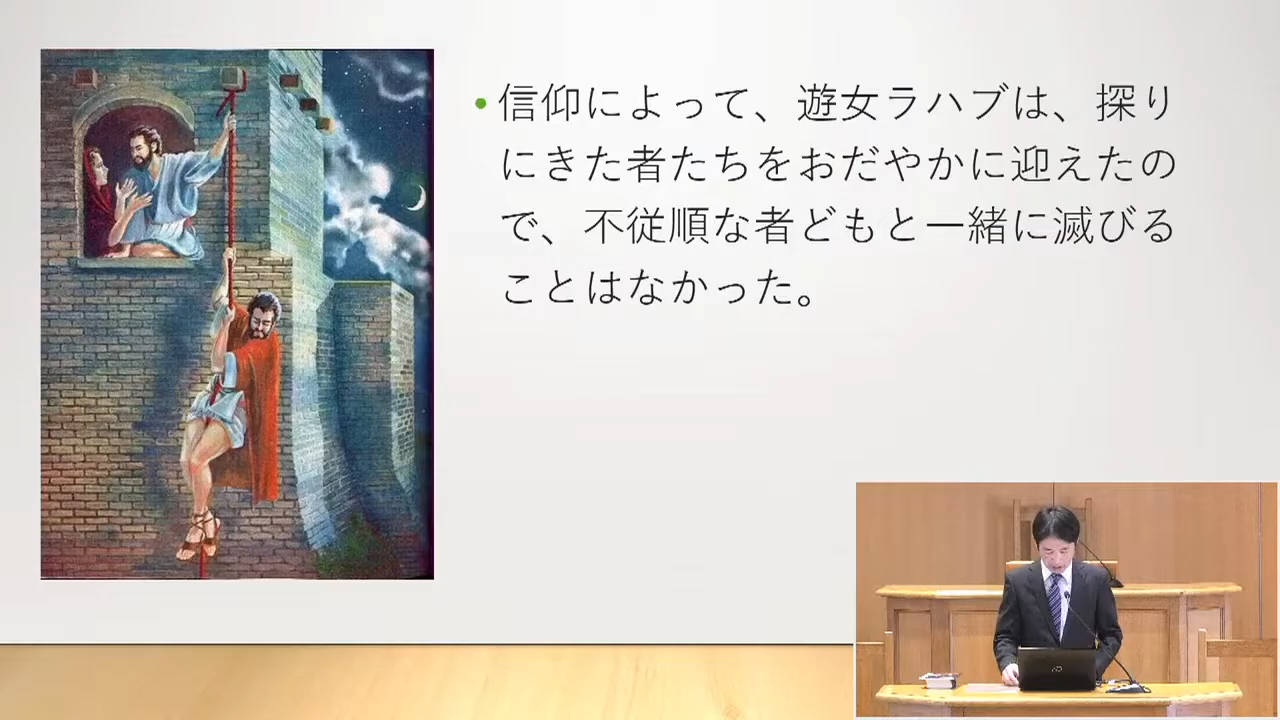 • 信仰によって、遊女ラハブは、探り
にきた者たちをおだやかに迎えたの
で、不従順な者どもと一緒に滅びる
ことはなかった。